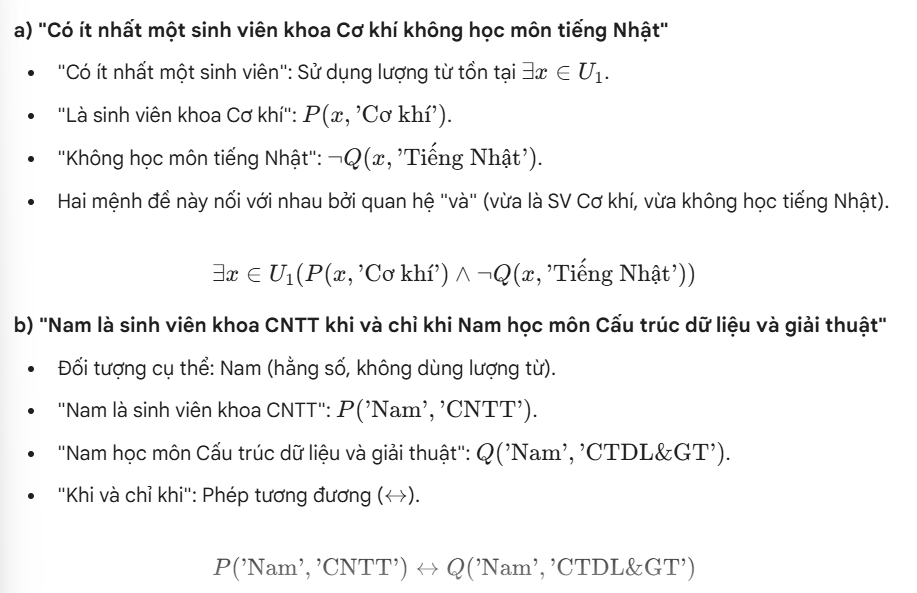 a) "Có ít nhất một sinh viên khoa Cơ khí không học môn tiếng Nhật"
• "Có ít nhất một sinh viên": Sử dụng lượng từ tồn tại ∃x ∈ U₁.
• "Là sinh viên khoa Cơ khí": P(x, ’Cơ khí’).
• "Không học môn tiếng Nhật": ¬Q(x, ’Tiếng Nhật’).
• Hai mệnh đề này nối với nhau bởi quan hệ "và" (vừa là SV Cơ khí, vừa không học tiếng Nhật).
∃x ∈ U₁(P(x, ’Cơ khí’) ∧ ¬Q(x, ’Tiếng Nhật’))
b) "Nam là sinh viên khoa CNTT khi và chỉ khi Nam học môn Cấu trúc dữ liệu và giải thuật"
• Đối tượng cụ thể: Nam (hằng số, không dùng lượng từ).
• "Nam là sinh viên khoa CNTT": P(’Nam’, ’CNTT’).
• "Nam học môn Cấu trúc dữ liệu và giải thuật": Q(’Nam’, ’CTDL&GT’).
• "Khi và chỉ khi": Phép tương đương (↔).
P(’Nam’, ’CNTT’) ↔ Q(’Nam’, ’CTDL&GT’)